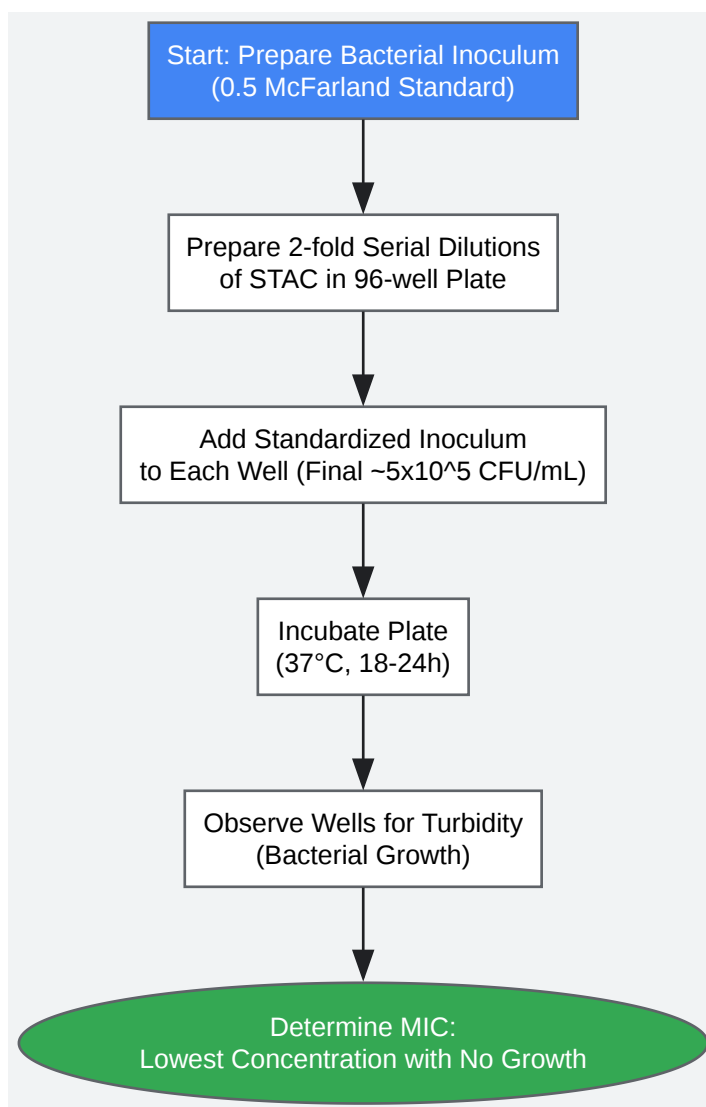 Start: Prepare Bacterial Inoculum
(0.5 McFarland Standard)
Prepare 2-fold Serial Dilutions
of STAC in 96-well Plate
Add Standardized Inoculum
to Each Well (Final ~5x10^5 CFU/mL)
Incubate Plate
(37°C, 18-24h)
Observe Wells for Turbidity
(Bacterial Growth)
Determine MIC:
Lowest Concentration with No Growth